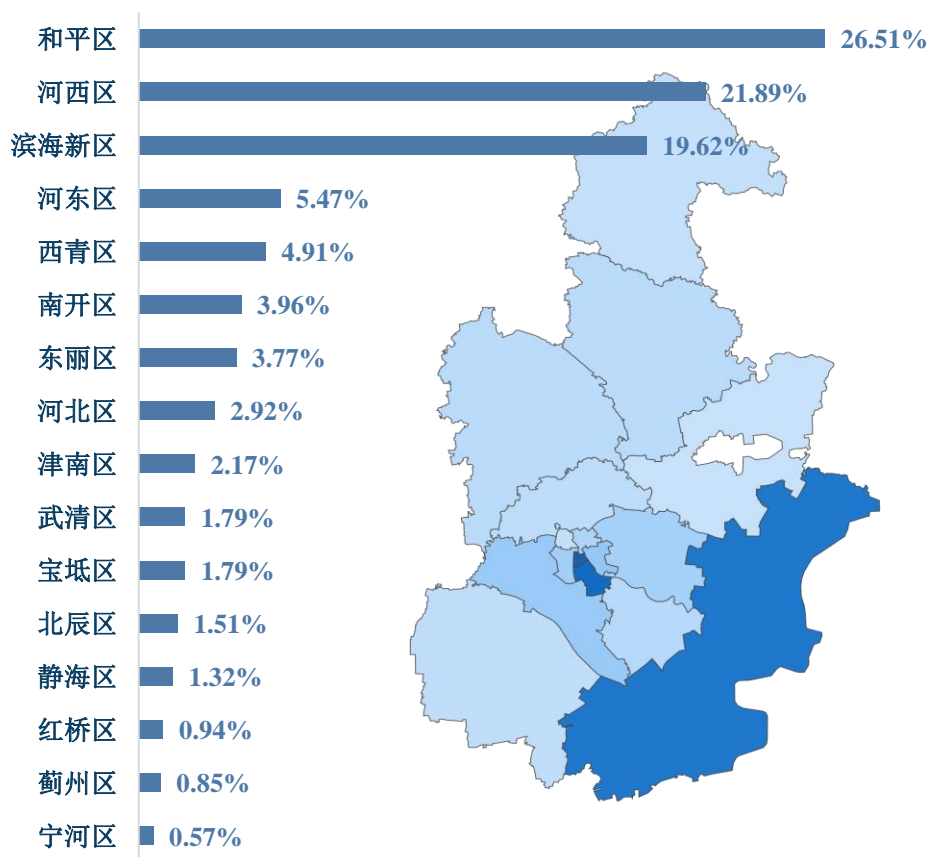 和平区 26.51%
河西区 21.89%
滨海新区 19.62%
河东区 5.47%
西青区 4.91%
南开区 3.96%
东丽区 3.77%
河北区 2.92%
津南区 2.17%
武清区 1.79%
宝坻区 1.79%
北辰区 1.51%
静海区 1.32%
红桥区 0.94%
蓟州区 0.85%
宁河区 0.57%